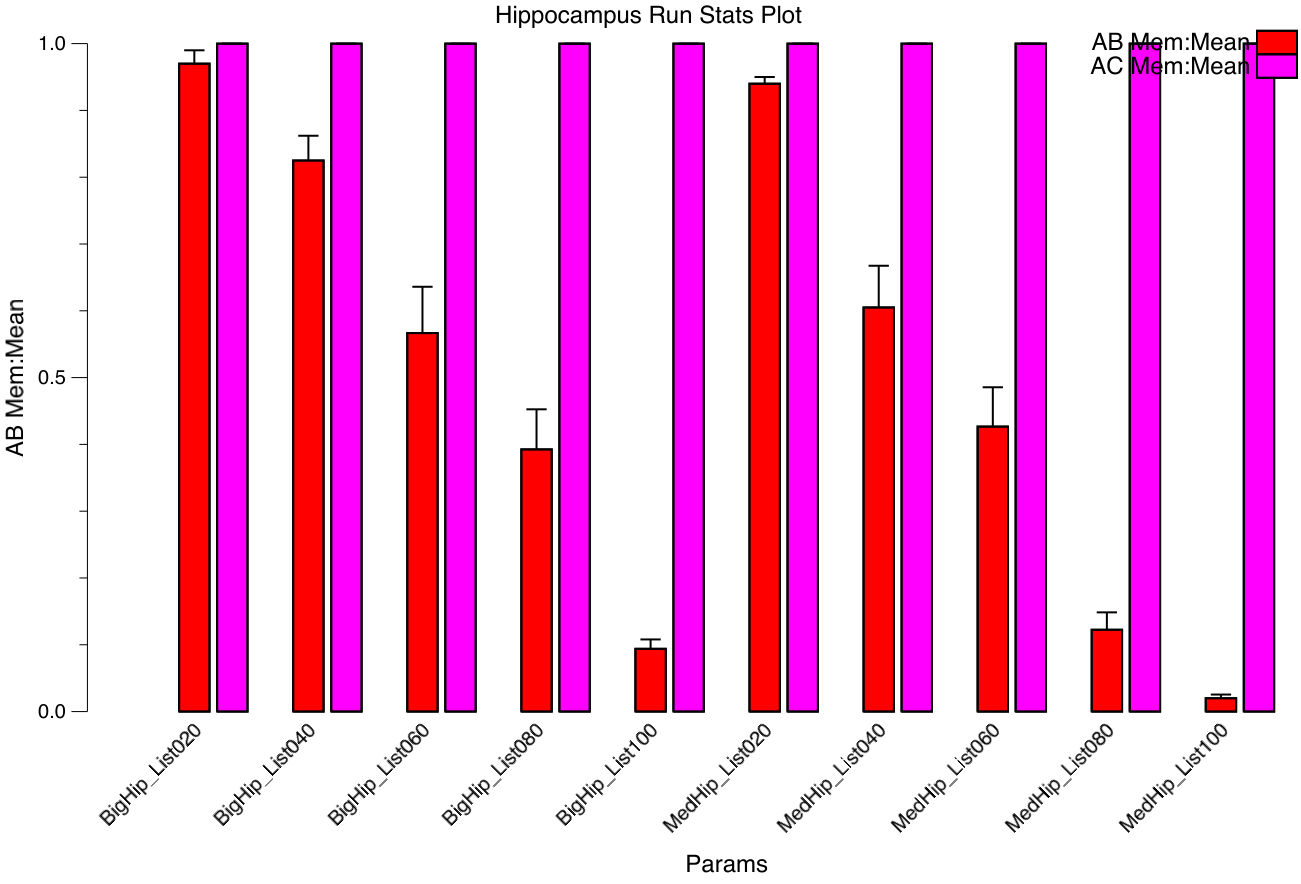 Hippocampus Run Stats Plot
AB Mem:Mean
AC Mem:Mean
1.0
0.5
0.0
AB Mem:Mean
BigHip_List020
BigHip_List040
BigHip_List060
BigHip_List080
BigHip_List100
MedHip_List020
MedHip_List040
MedHip_List060
MedHip_List080
MedHip_List100
Params